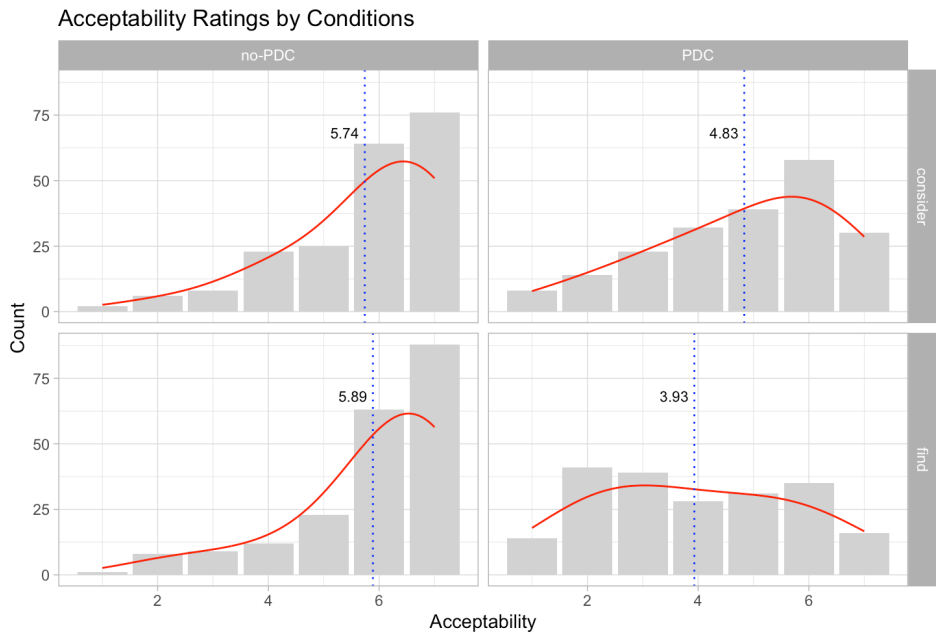 Acceptability Ratings by Conditions
no-PDC
PDC
75
50
25
0
5.74
4.83
consider
Count
75
50
25
0
5.89
3.93
find
2
4
6
2
4
6
Acceptability